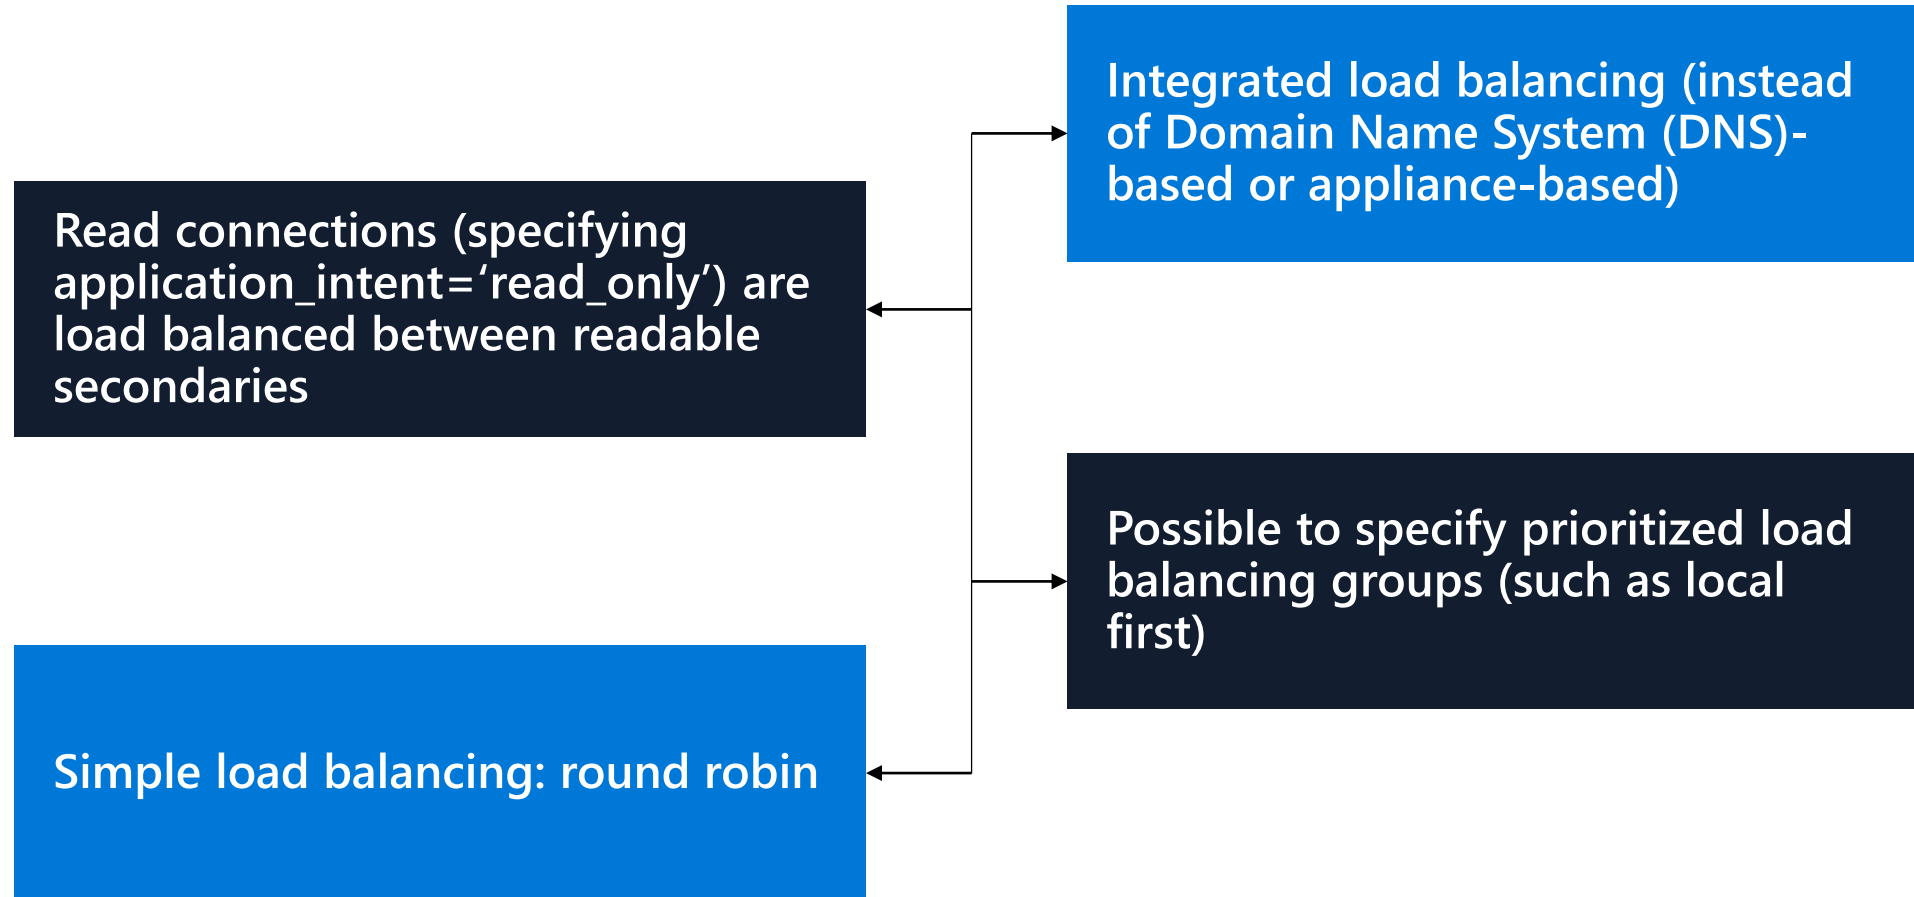 Integrated load balancing (instead
of Domain Name System (DNS)-
based or appliance-based)
Read connections (specifying
application_intent=‘read_only’) are
load balanced between readable
secondaries
Possible to specify prioritized load
balancing groups (such as local
first)
Simple load balancing: round robin